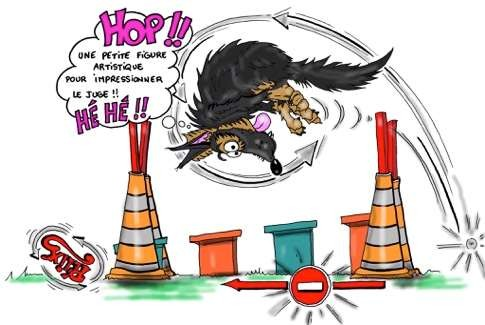 HOP!!
UNE PETITE FIGURE
ARTISTIQUE
POUR IMPRESSIONNER
LE JUGE !!
HÉ HÉ !!